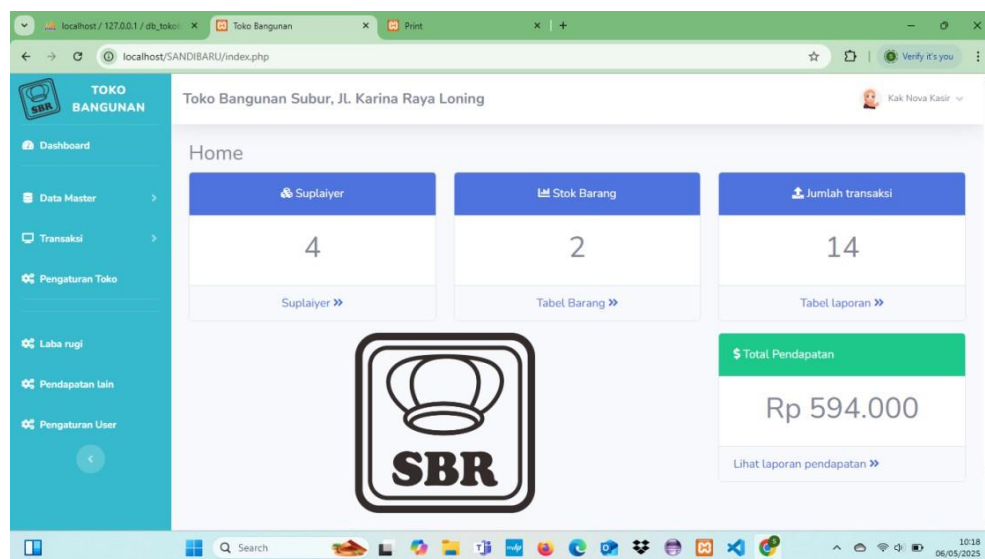 localhost / 127.0.0.1 / db_toko
Toko Bangunan
Print
localhost/SANDIBARU/index.php
Verify it's you
SBR
TOKO
BANGUNAN
Toko Bangunan Subur, Jl. Karina Raya Loning
Kak Nova Kasir
Dashboard
Data Master
Transaksi
Pengaturan Toko
Laba rugi
Pendapatan lain
Pengaturan User
Home
Suplaiyer
4
Suplaiyer
Stok Barang
2
Tabel Barang
Jumlah transaksi
14
Tabel laporan
SBR
$ Total Pendapatan
Rp 594.000
Lihat laporan pendapatan
Search
10:18
06/05/2025